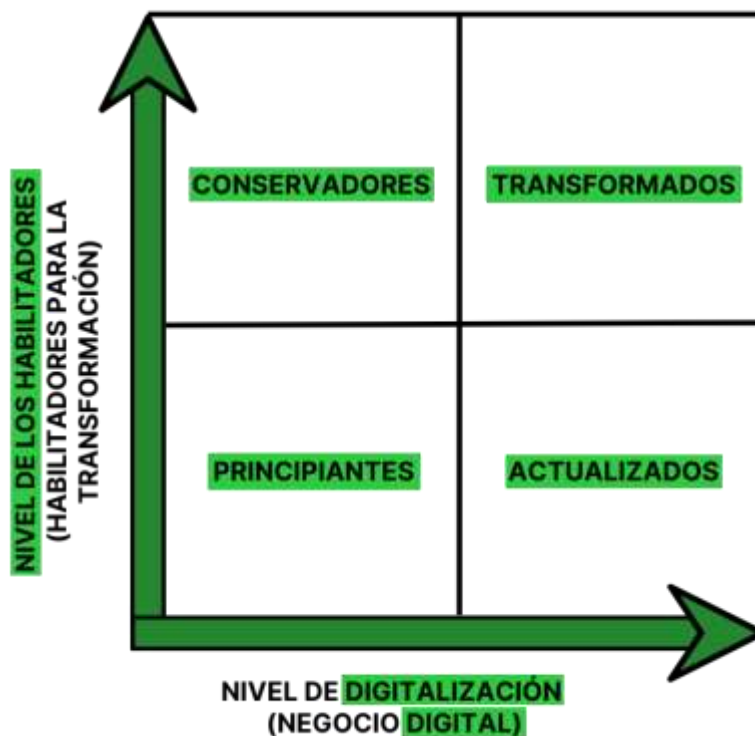 NIVEL DE LOS HABILITADORES
(HABILITADORES PARA LA
TRANSFORMACIÓN)
CONSERVADORES
TRANSFORMADOS
PRINCIPIANTES
ACTUALIZADOS
NIVEL DE DIGITALIZACIÓN
(NEGOCIO DIGITAL)